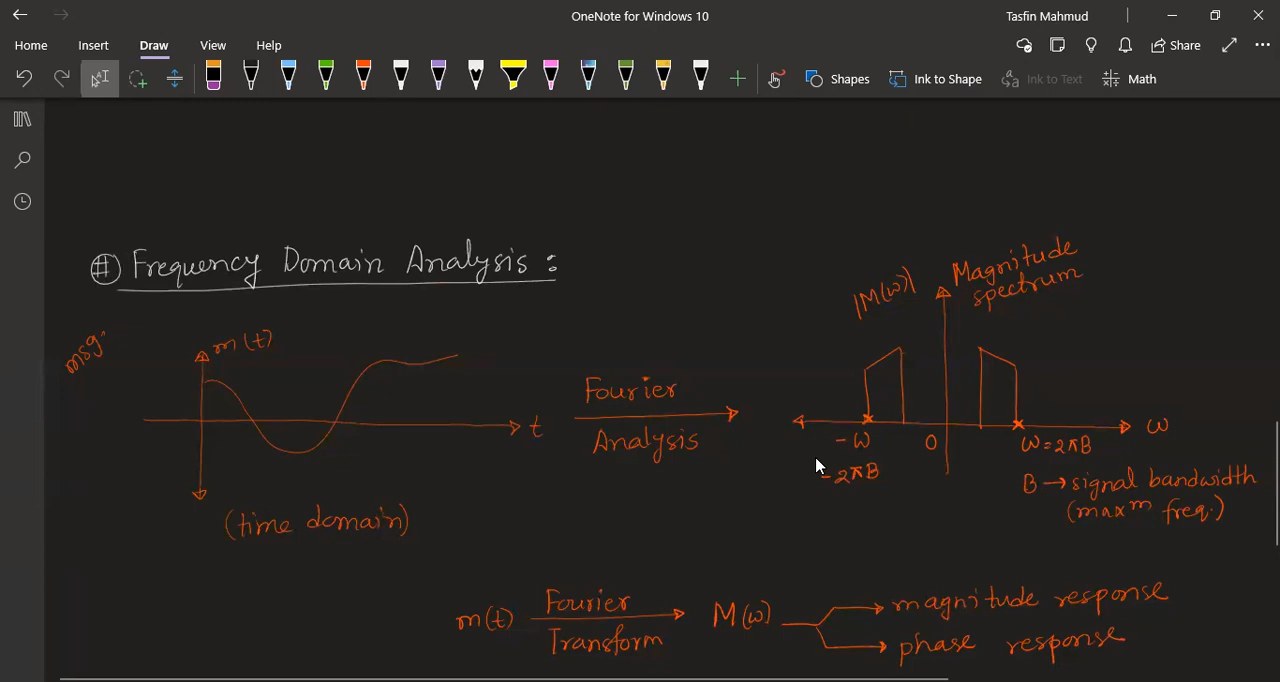 OneNote for Windows 10
Tasfin Mahmud
Home Insert Draw View Help
Share
Shapes Ink to Shape Ink to Text Math
# Frequency Domain Analysis :
msg.
m(t)
t
(time domain)
Fourier
Analysis
|M(ω)|
Magnitude
spectrum
-ω 0 ω = 2πB
ω
-2πB
B → signal bandwidth
(maxᵐ freq.)
m(t) Fourier
Transform
M(ω)
magnitude response
phase response